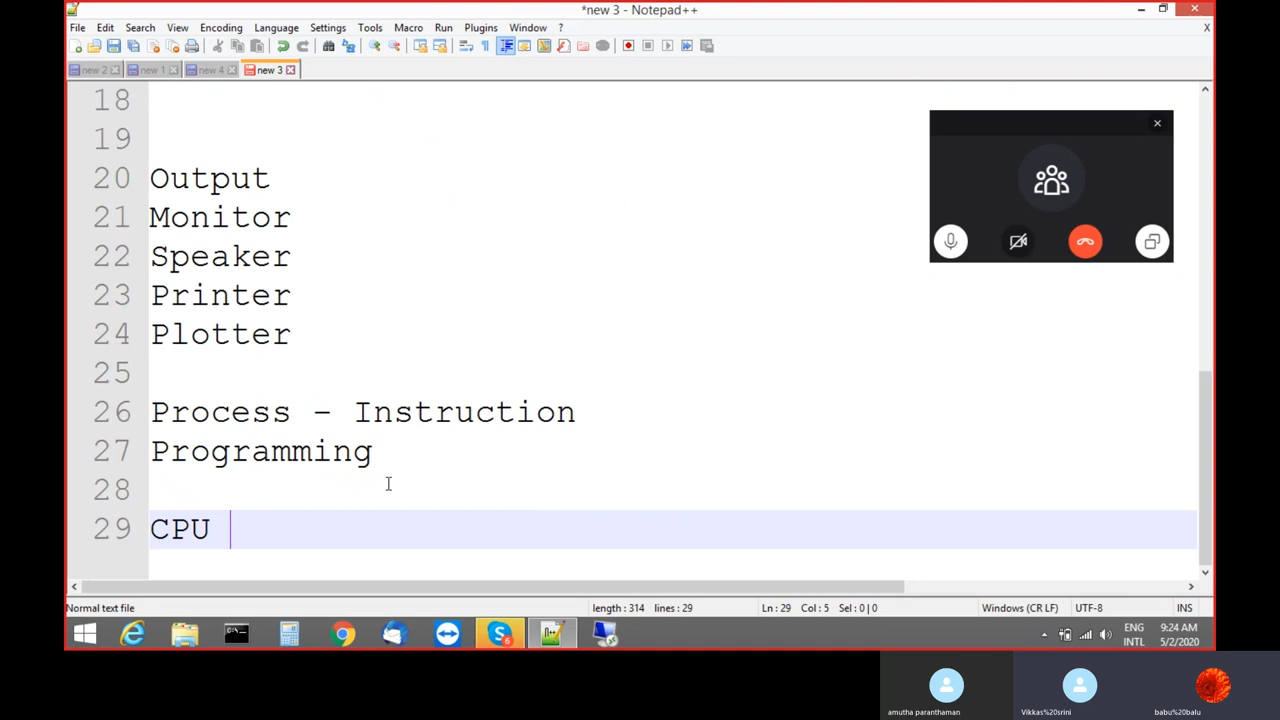 *new 3 - Notepad++
File Edit Search View Encoding Language Settings Tools Macro Run Plugins Window ? X
new 2 new 1 new 4 new 3
18
19
20 Output
21 Monitor
22 Speaker
23 Printer
24 Plotter
25
26 Process - Instruction
27 Programming
28
29 CPU
Normal text file length : 314 lines : 29 Ln : 29 Col : 5 Sel : 0 | 0 Windows (CR LF) UTF-8 INS
ENG 9:24 AM
INTL 5/2/2020
amutha paranthaman Vikkas%20srini babu%20balu